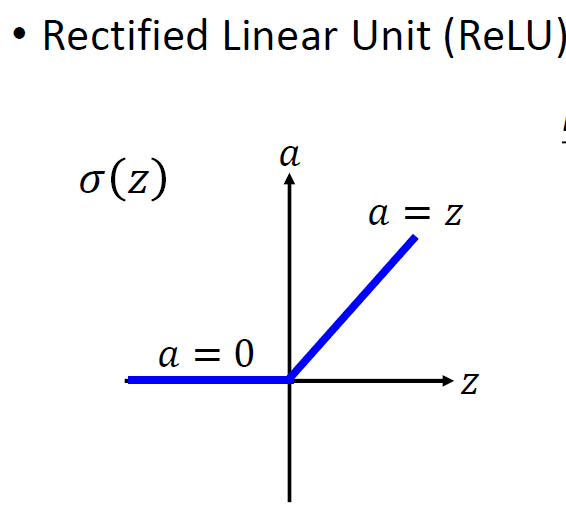 • Rectified Linear Unit (ReLU)
a
σ(z)
a = z
a = 0
z